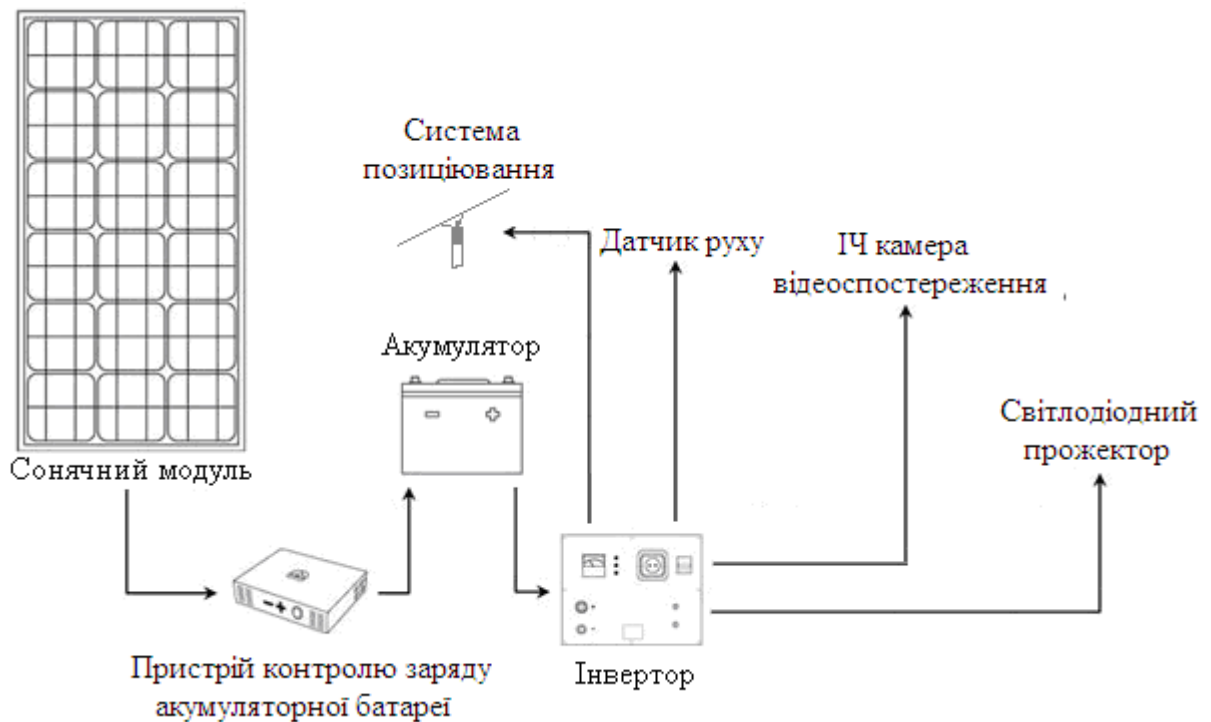 Система
позиціювання
Датчик руху
ІЧ камера
відеоспостереження
Акумулятор
Світлодіодний
прожектор
Сонячний модуль
Пристрій контролю заряду
акумуляторної батареї
Інвертор